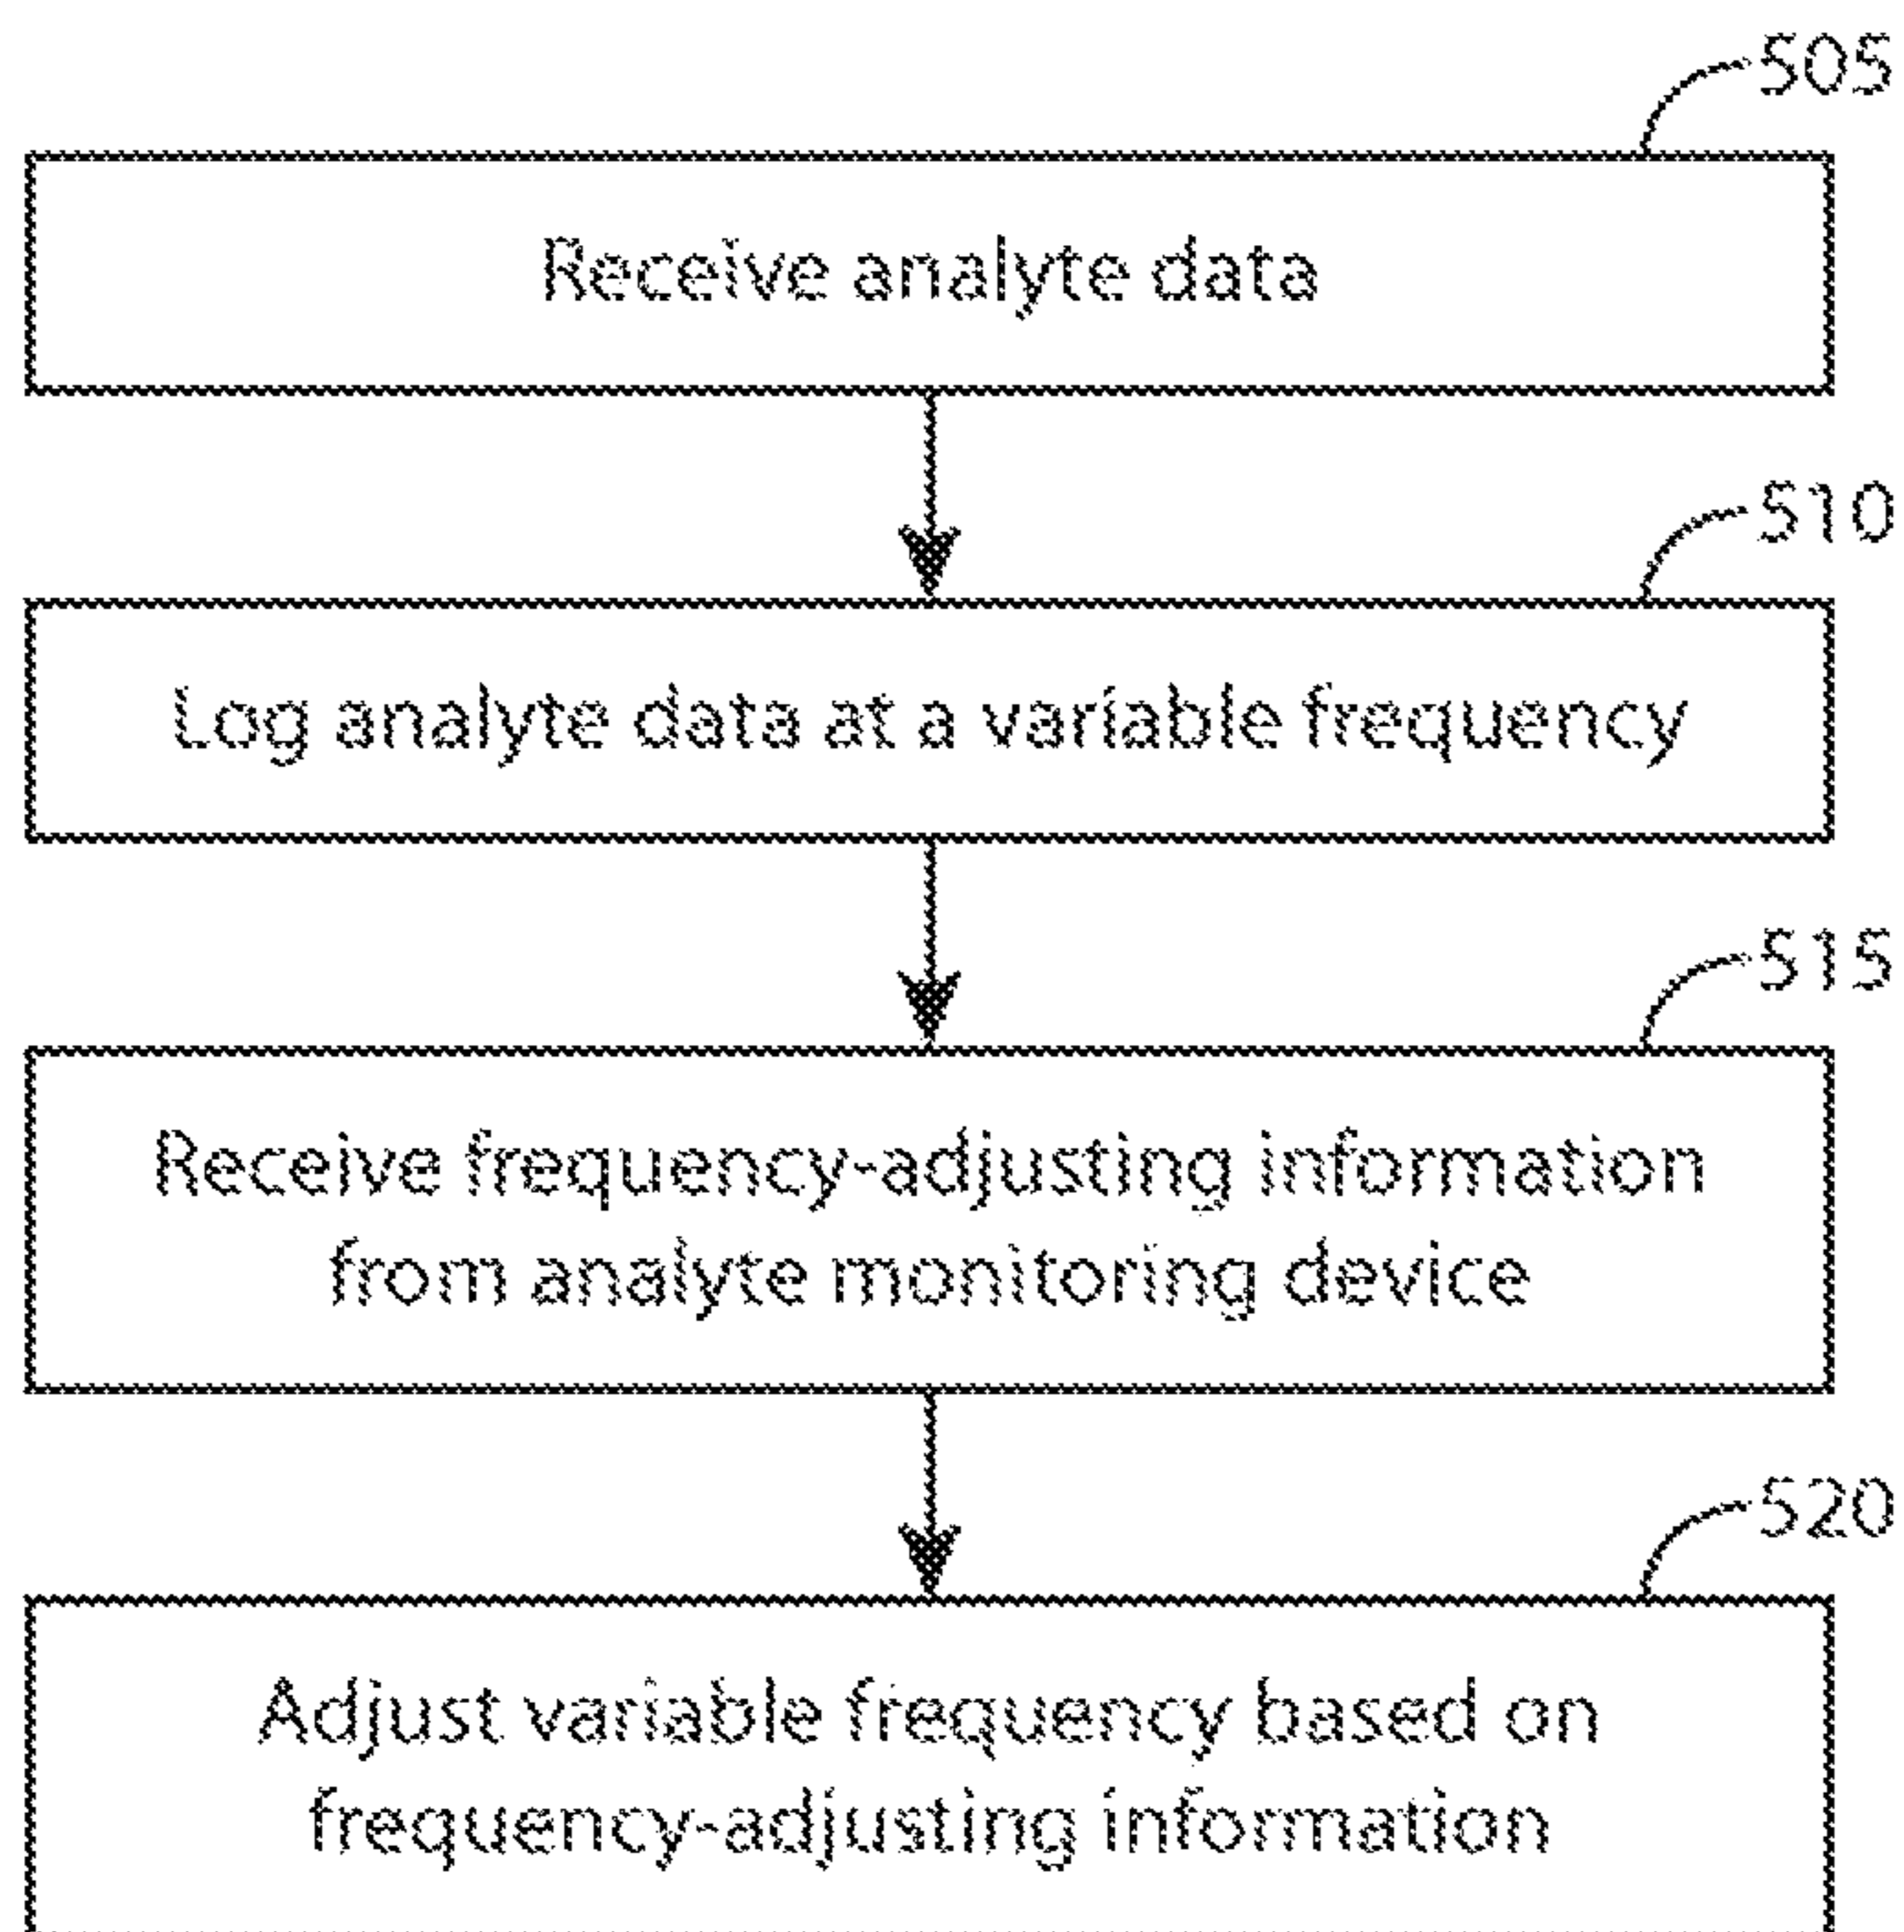 505
Receive analyte data
510
Log analyte data at a variable frequency
515
Receive frequency-adjusting information
from analyte monitoring device
520
Adjust variable frequency based on
frequency-adjusting information